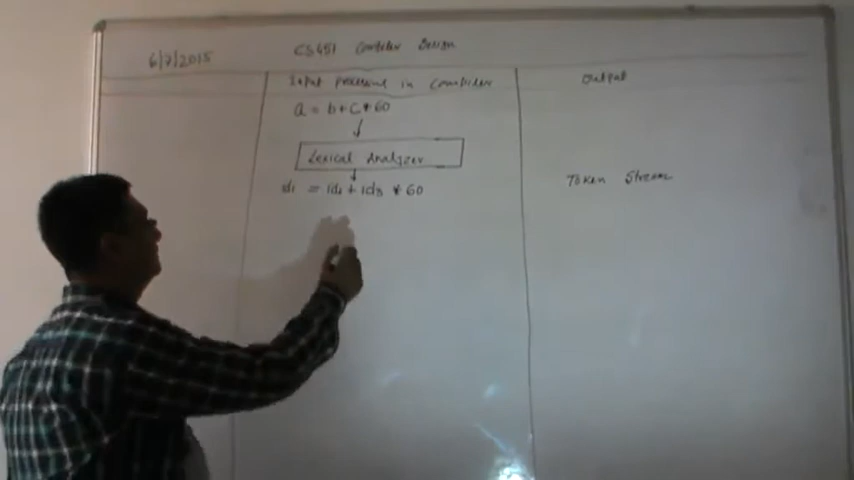 6/7/2015
CS451 Compiler Design
Input processing in compiler
Output
a = b + c * 60
Lexical Analyzer
id1 = id2 + id3 * 60
Token Stream